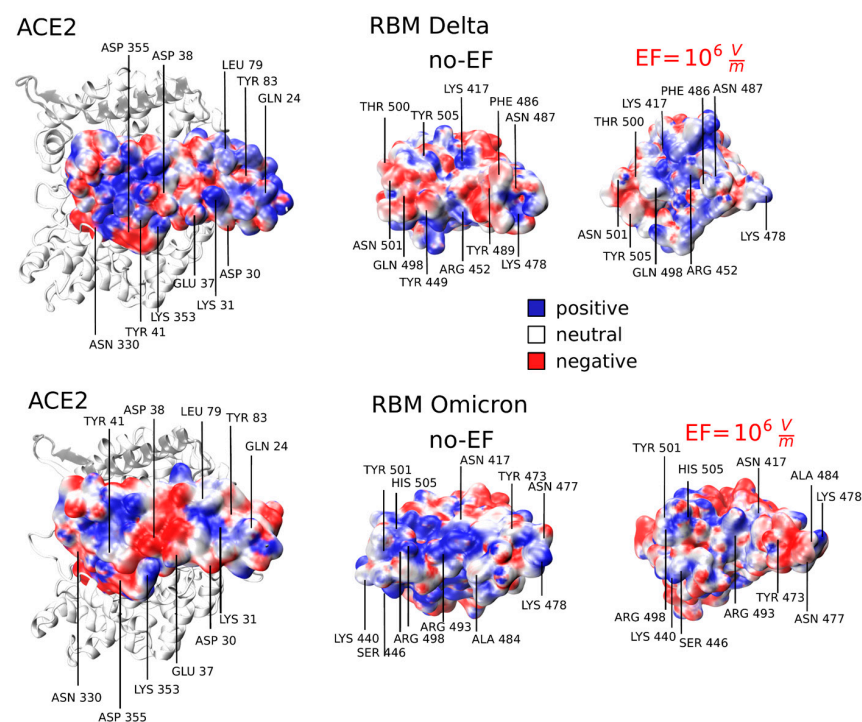 ACE2
ASP 355
ASP 38
LEU 79
TYR 83
GLN 24
ASP 30
GLU 37
LYS 31
LYS 353
TYR 41
ASN 330
RBM Delta
no-EF
LYS 417
PHE 486
THR 500
TYR 505
ASN 487
ASN 501
TYR 489
GLN 498
ARG 452
LYS 478
TYR 449
EF=10⁶ V/m
ASN 487
PHE 486
LYS 417
THR 500
ASN 501
LYS 478
TYR 505
GLN 498
ARG 452
positive
neutral
negative
ACE2
ASP 38
LEU 79
TYR 41
TYR 83
GLN 24
LYS 31
ASP 30
GLU 37
LYS 353
ASN 330
ASP 355
RBM Omicron
no-EF
ASN 417
TYR 501
TYR 473
HIS 505
ASN 477
LYS 478
ARG 493
LYS 440
ARG 498
ALA 484
SER 446
EF=10⁶ V/m
TYR 501
ASN 417
HIS 505
ALA 484
LYS 478
TYR 473
ARG 498
ARG 493
ASN 477
LYS 440
SER 446